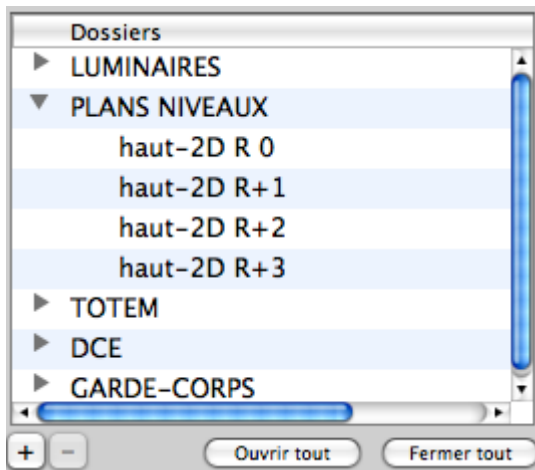 Dossiers
LUMINAIRES
PLANS NIVEAUX
haut-2D R 0
haut-2D R+1
haut-2D R+2
haut-2D R+3
TOTEM
DCE
GARDE-CORPS
+ - Ouvrir tout Fermer tout